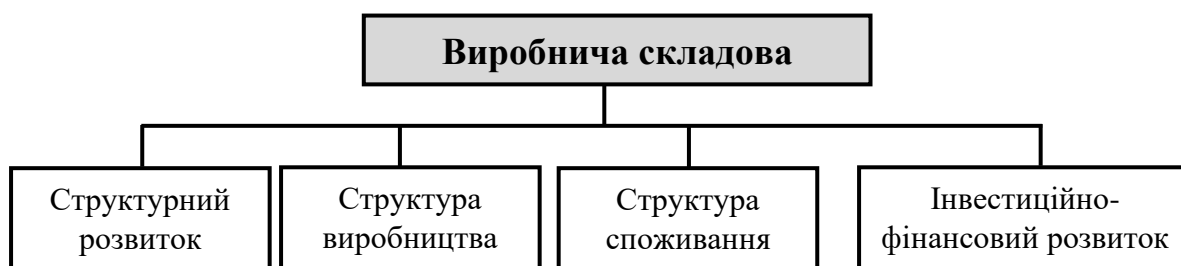 Виробнича складова
Структурний
розвиток
Структура
виробництва
Структура
споживання
Інвестиційно-
фінансовий розвиток